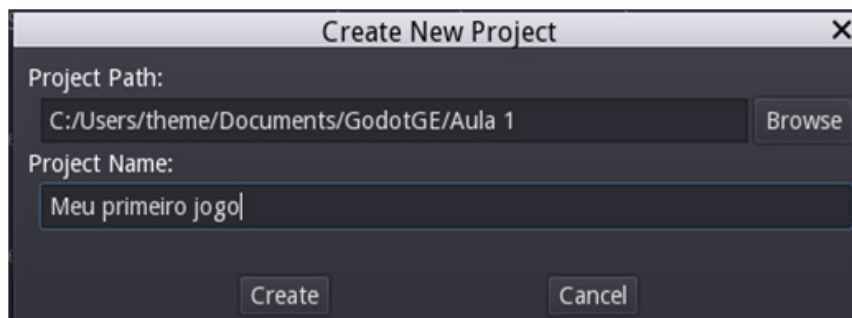 Create New Project
Project Path:
C:/Users/theme/Documents/GodotGE/Aula 1
Browse
Project Name:
Meu primeiro jogo
Create
Cancel